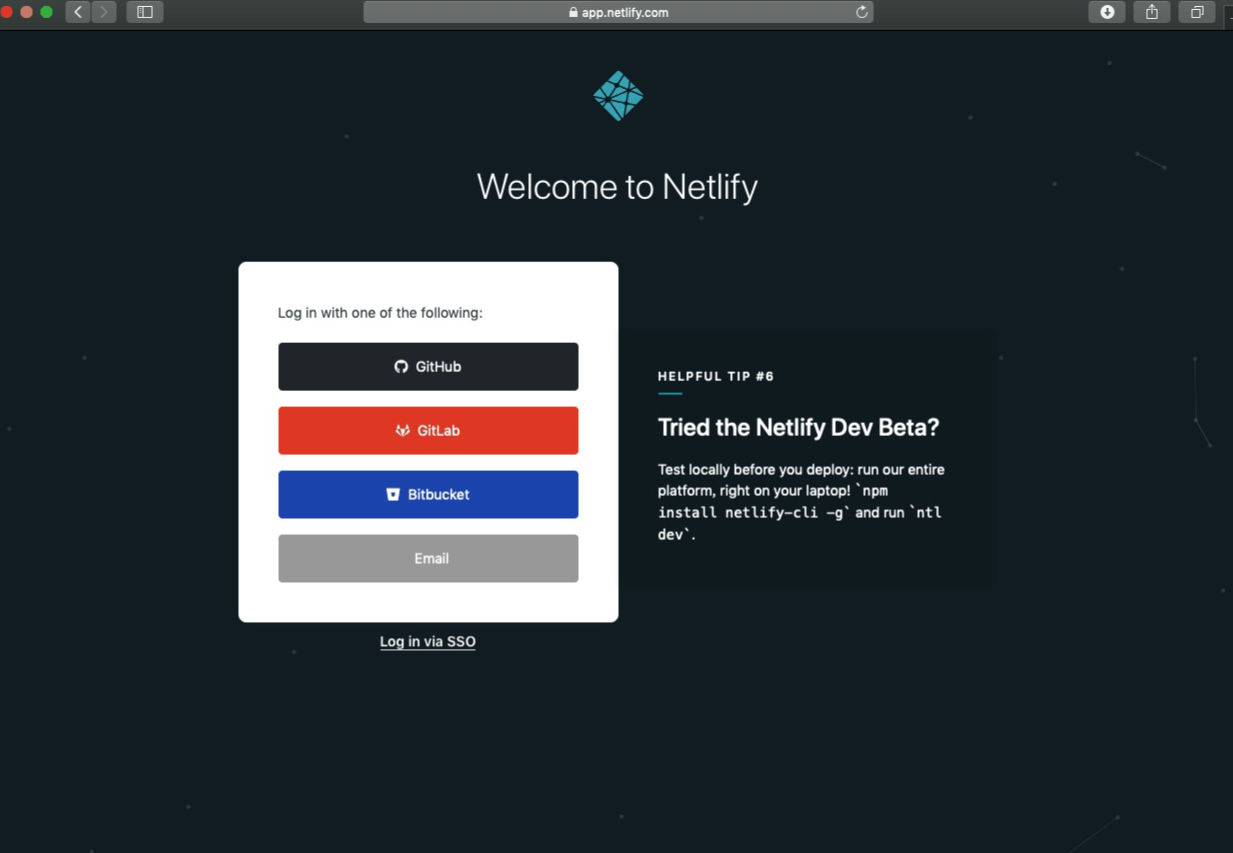 app.netlify.com
Welcome to Netlify
Log in with one of the following:
GitHub
GitLab
Bitbucket
Email
Log in via SSO
HELPFUL TIP #6
Tried the Netlify Dev Beta?
Test locally before you deploy: run our entire
platform, right on your laptop! `npm
install netlify-cli -g` and run `ntl
dev`.